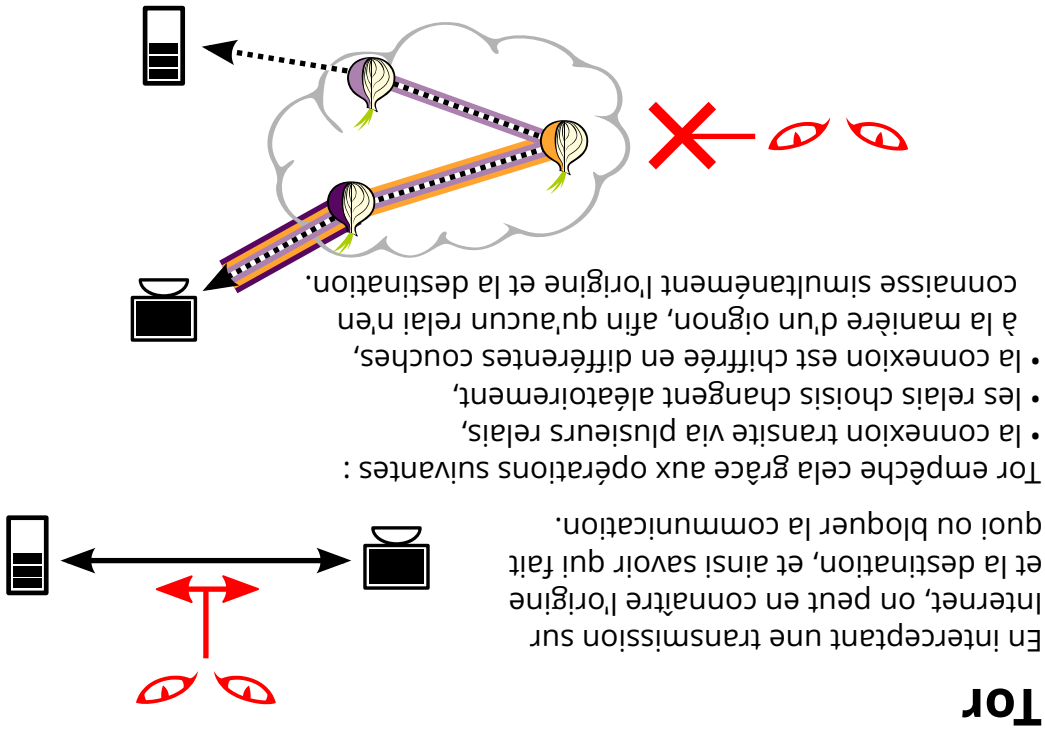 Tor
En interceptant une transmission sur
Internet, on peut en connaître l'origine
et la destination, et ainsi savoir qui fait
quoi ou bloquer la communication.
Tor empêche cela grâce aux opérations suivantes :
• la connexion transite via plusieurs relais,
• les relais choisis changent aléatoirement,
• la connexion est chiffrée en différentes couches,
à la manière d'un oignon, afin qu'aucun relai n'en
connaisse simultanément l'origine et la destination.